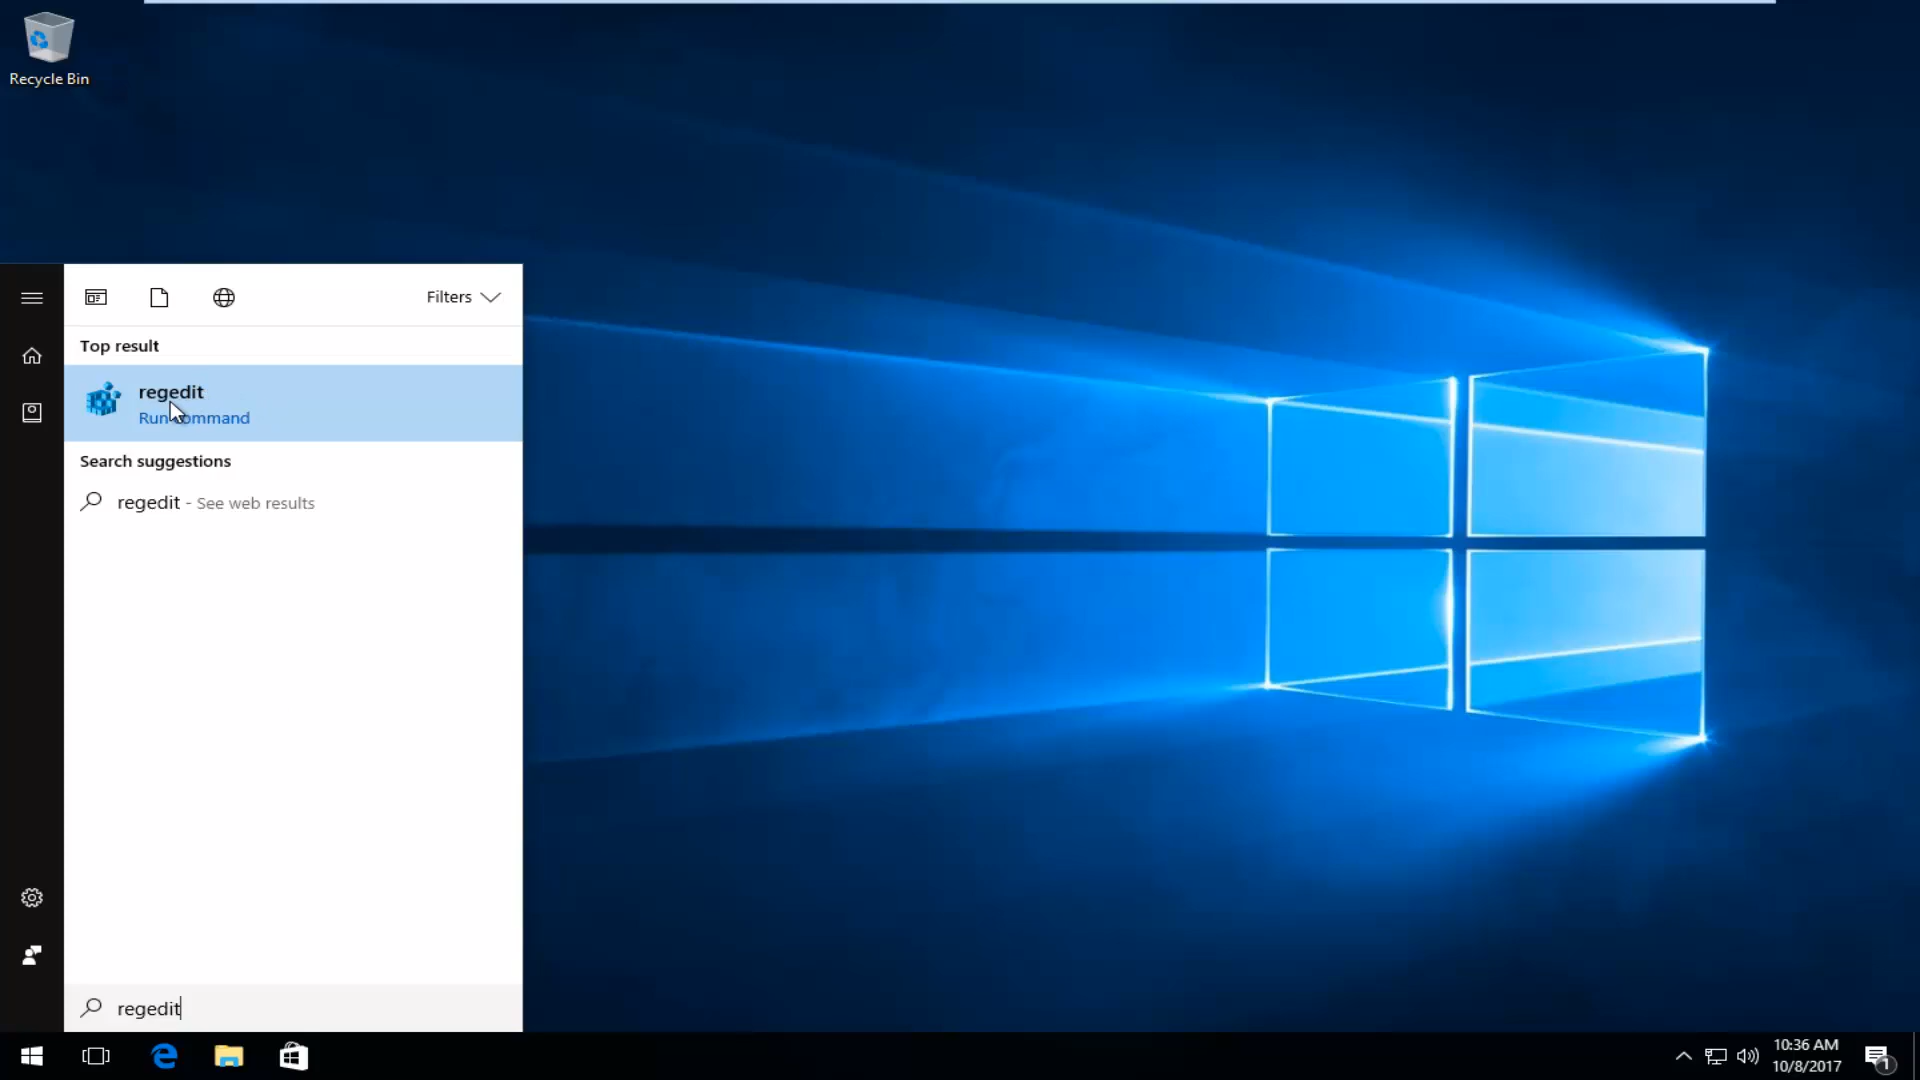 Recycle Bin
Filters
Top result
regedit
Run command
Search suggestions
regedit - See web results
regedit
10:36 AM
10/8/2017
1